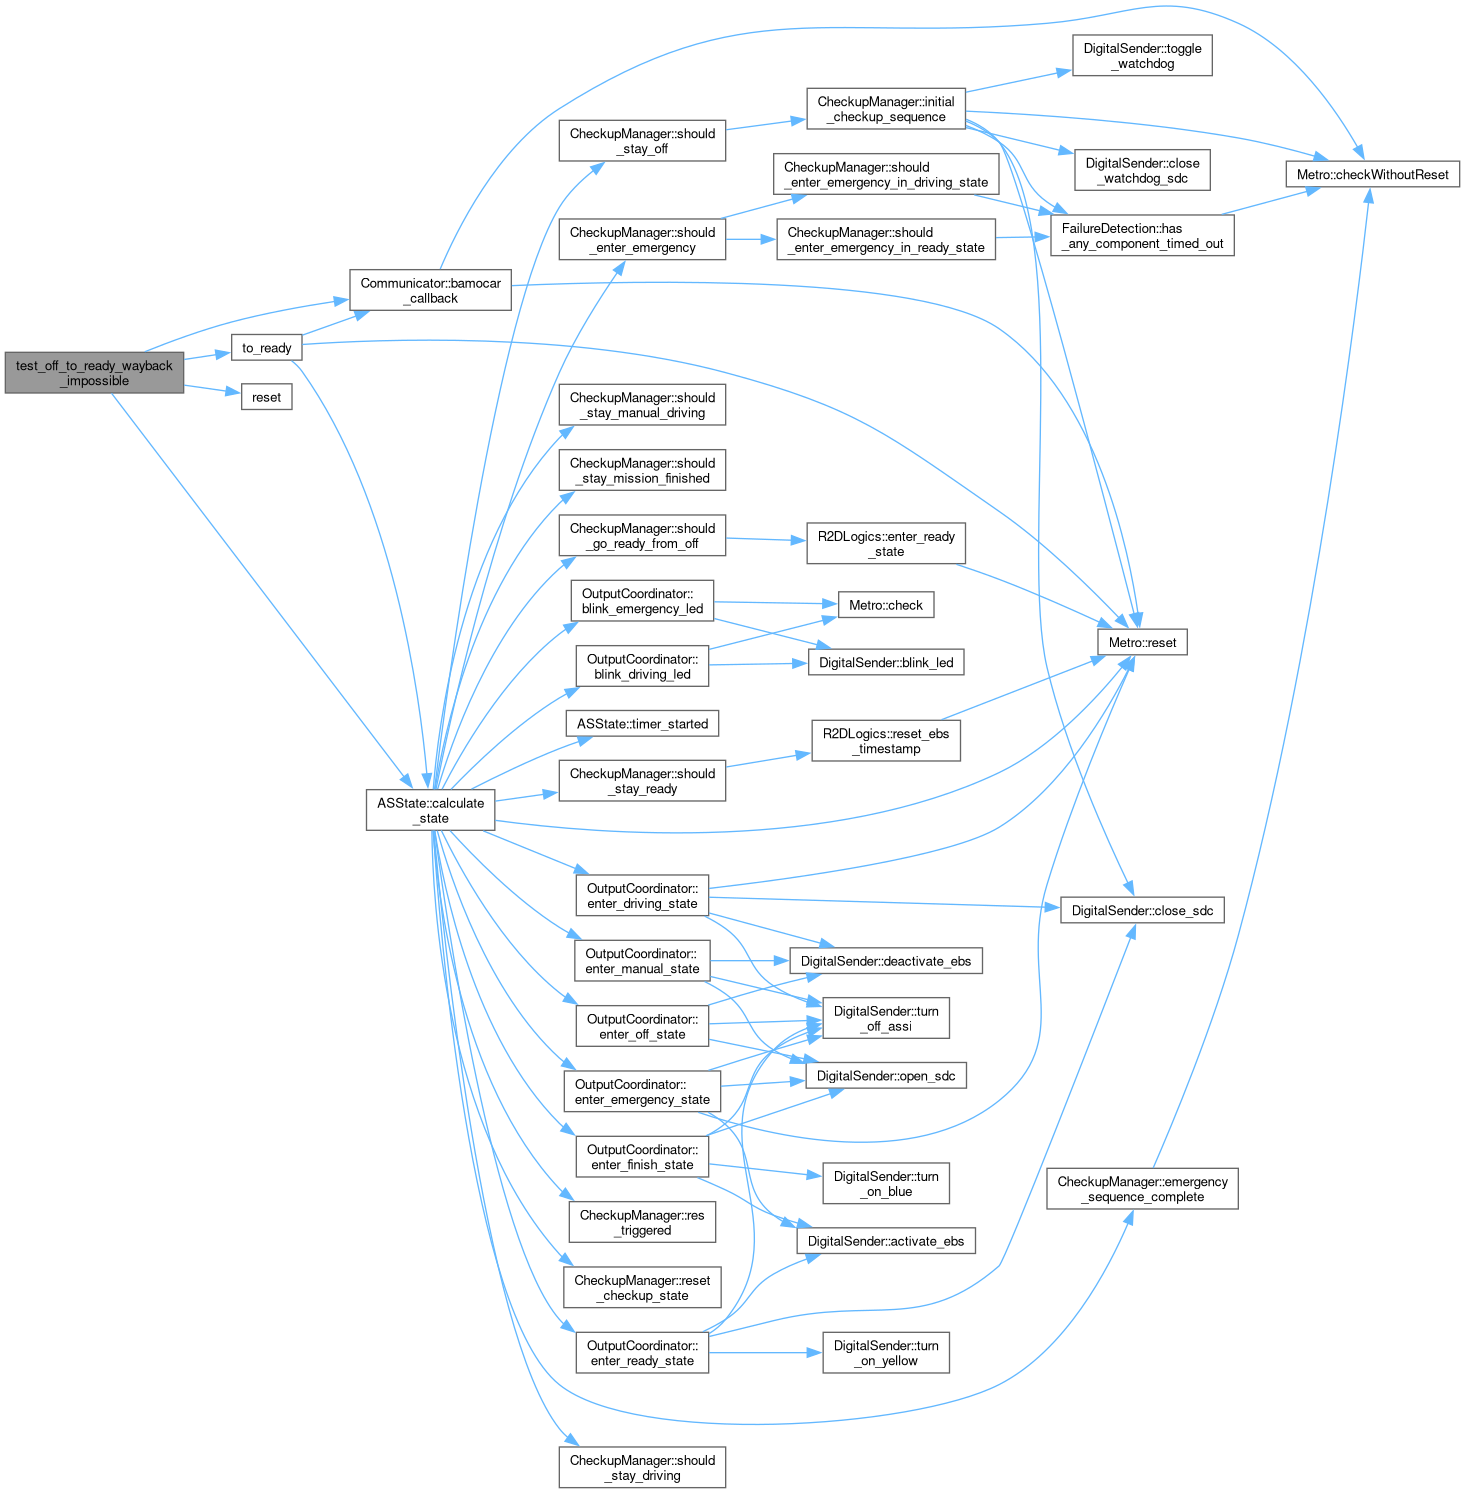 test_off_to_ready_wayback
_impossible
Communicator::bamocar
_callback
to_ready
reset
ASState::calculate
_state
CheckupManager::should
_stay_off
CheckupManager::should
_enter_emergency
CheckupManager::should
_stay_manual_driving
CheckupManager::should
_stay_mission_finished
CheckupManager::should
_go_ready_from_off
OutputCoordinator::
blink_emergency_led
OutputCoordinator::
blink_driving_led
ASState::timer_started
CheckupManager::should
_stay_ready
OutputCoordinator::
enter_driving_state
OutputCoordinator::
enter_manual_state
OutputCoordinator::
enter_off_state
OutputCoordinator::
enter_emergency_state
OutputCoordinator::
enter_finish_state
CheckupManager::res
_triggered
CheckupManager::reset
_checkup_state
OutputCoordinator::
enter_ready_state
CheckupManager::should
_stay_driving
CheckupManager::initial
_checkup_sequence
CheckupManager::should
_enter_emergency_in_driving_state
CheckupManager::should
_enter_emergency_in_ready_state
R2DLogics::enter_ready
_state
Metro::check
DigitalSender::blink_led
R2DLogics::reset_ebs
_timestamp
DigitalSender::deactivate_ebs
DigitalSender::turn
_off_assi
DigitalSender::open_sdc
DigitalSender::turn
_on_blue
DigitalSender::activate_ebs
DigitalSender::turn
_on_yellow
DigitalSender::toggle
_watchdog
DigitalSender::close
_watchdog_sdc
FailureDetection::has
_any_component_timed_out
Metro::reset
DigitalSender::close_sdc
CheckupManager::emergency
_sequence_complete
Metro::checkWithoutReset